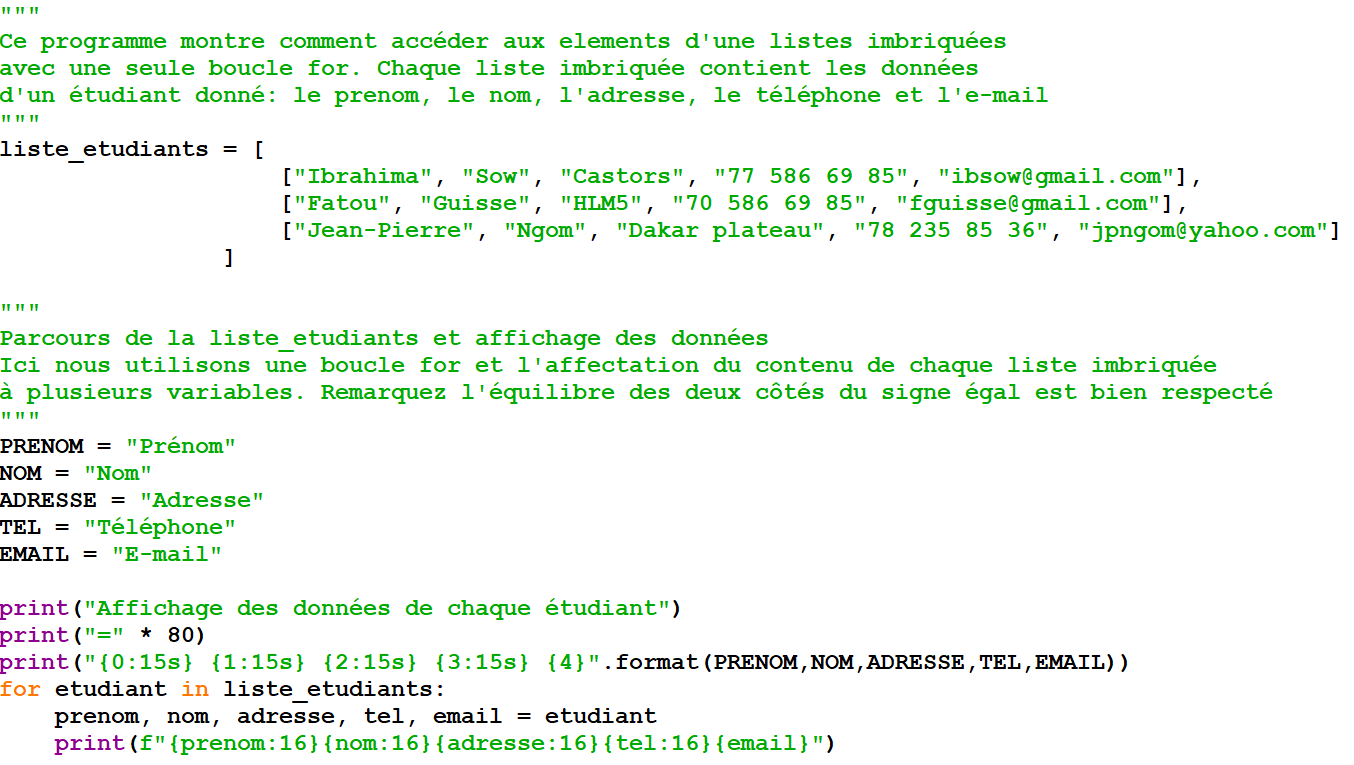 """
Ce programme montre comment accéder aux elements d'une listes imbriquées
avec une seule boucle for. Chaque liste imbriquée contient les données
d'un étudiant donné: le prenom, le nom, l'adresse, le téléphone et l'e-mail
"""
liste_etudiants = [
                    ["Ibrahima", "Sow", "Castors", "77 586 69 85", "ibsow@gmail.com"],
                    ["Fatou", "Guisse", "HLM5", "70 586 69 85", "fguisse@gmail.com"],
                    ["Jean-Pierre", "Ngom", "Dakar plateau", "78 235 85 36", "jpngom@yahoo.com"]
                ]

"""
Parcours de la liste_etudiants et affichage des données
Ici nous utilisons une boucle for et l'affectation du contenu de chaque liste imbriquée
à plusieurs variables. Remarquez l'équilibre des deux côtés du signe égal est bien respecté
"""
PRENOM = "Prénom"
NOM = "Nom"
ADRESSE = "Adresse"
TEL = "Téléphone"
EMAIL = "E-mail"

print("Affichage des données de chaque étudiant")
print("=" * 80)
print("{0:15s} {1:15s} {2:15s} {3:15s} {4}".format(PRENOM,NOM,ADRESSE,TEL,EMAIL))
for etudiant in liste_etudiants:
    prenom, nom, adresse, tel, email = etudiant
    print(f"{prenom:16}{nom:16}{adresse:16}{tel:16}{email}")